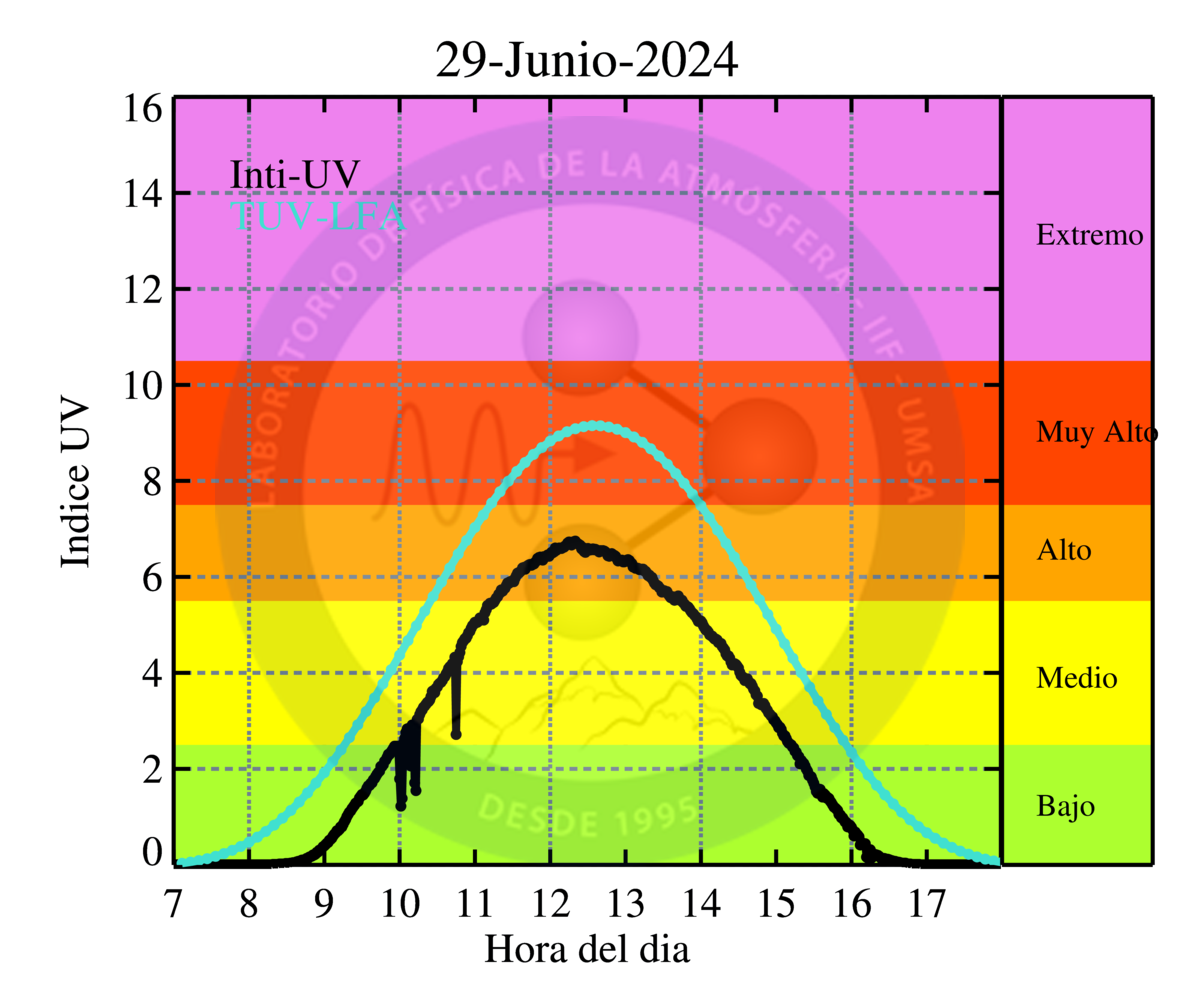 29-Junio-2024
Inti-UV
TUV-LFA
LABORATORIO DE FÍSICA DE LA ATMÓSFERA - IIF - UMSA
DESDE 1995
Indice UV
16
14
12
10
8
6
4
2
0
Extremo
Muy Alto
Alto
Medio
Bajo
7 8 9 10 11 12 13 14 15 16 17
Hora del dia